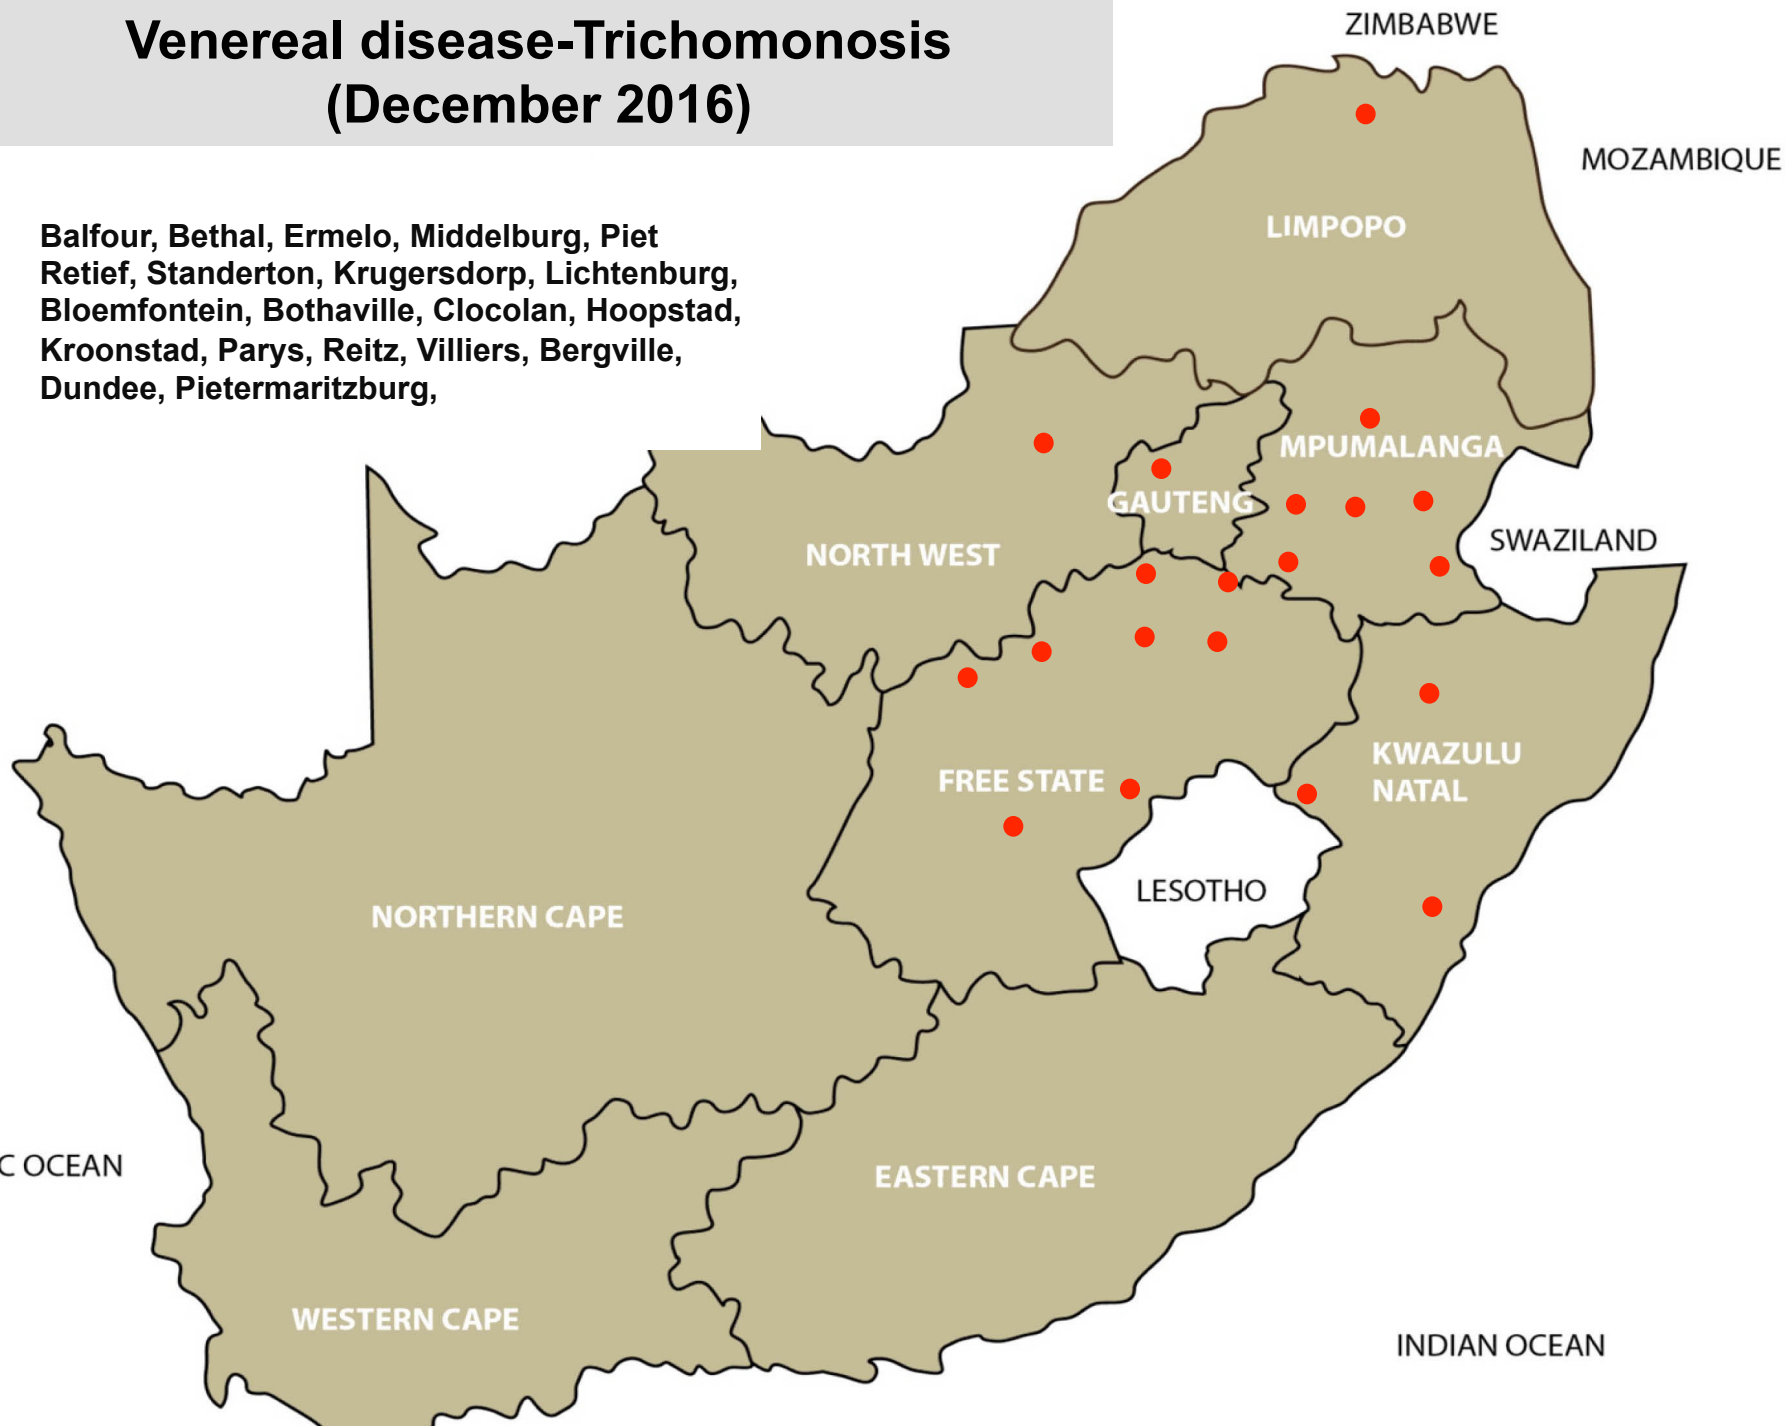 Venereal disease-Trichomonosis
(December 2016)
Balfour, Bethal, Ermelo, Middelburg, Piet
Retief, Standerton, Krugersdorp, Lichtenburg,
Bloemfontein, Bothaville, Clocolan, Hoopstad,
Kroonstad, Parys, Reitz, Villiers, Bergville,
Dundee, Pietermaritzburg,
ZIMBABWE
MOZAMBIQUE
LIMPOPO
MPUMALANGA
GAUTENG
SWAZILAND
NORTH WEST
KWAZULU
NATAL
FREE STATE
LESOTHO
NORTHERN CAPE
C OCEAN
EASTERN CAPE
WESTERN CAPE
INDIAN OCEAN